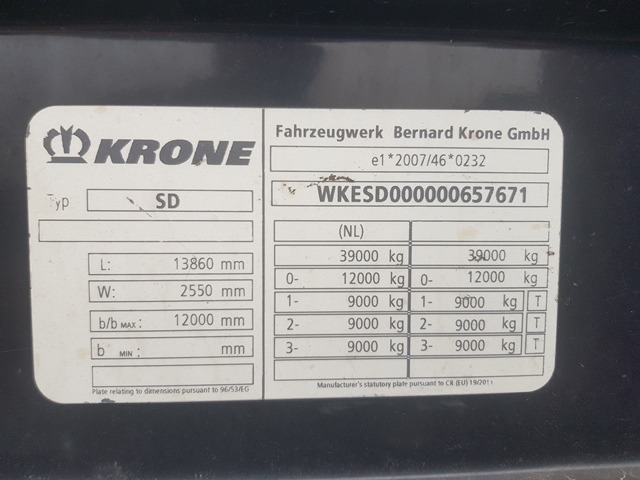 KRONE
Typ SD
L: 13860 mm
W: 2550 mm
b/b MAX: 12000 mm
b MIN: mm
Plate relating to dimensions pursuant to 96/53/EG
Fahrzeugwerk Bernard Krone GmbH
e1*2007/46*0232
WKESD000000657671
(NL)
39000 kg 39000 kg
0- 12000 kg 0- 12000 kg
1- 9000 kg 1- 9000 kg T
2- 9000 kg 2- 9000 kg T
3- 9000 kg 3- 9000 kg T
Manufacturer's statutory plate pursuant to CR (EU) 19/2011